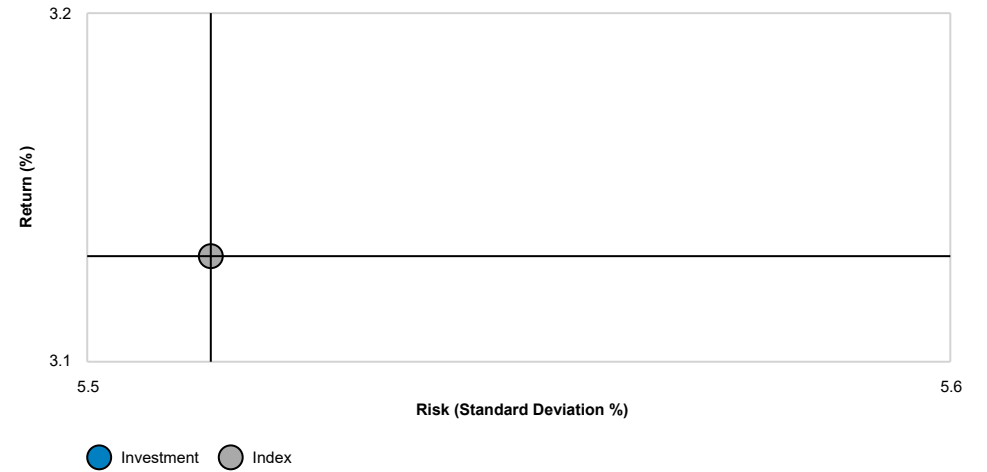 3.2
Return (%)
3.1
5.5
5.6
Risk (Standard Deviation %)
Investment
Index